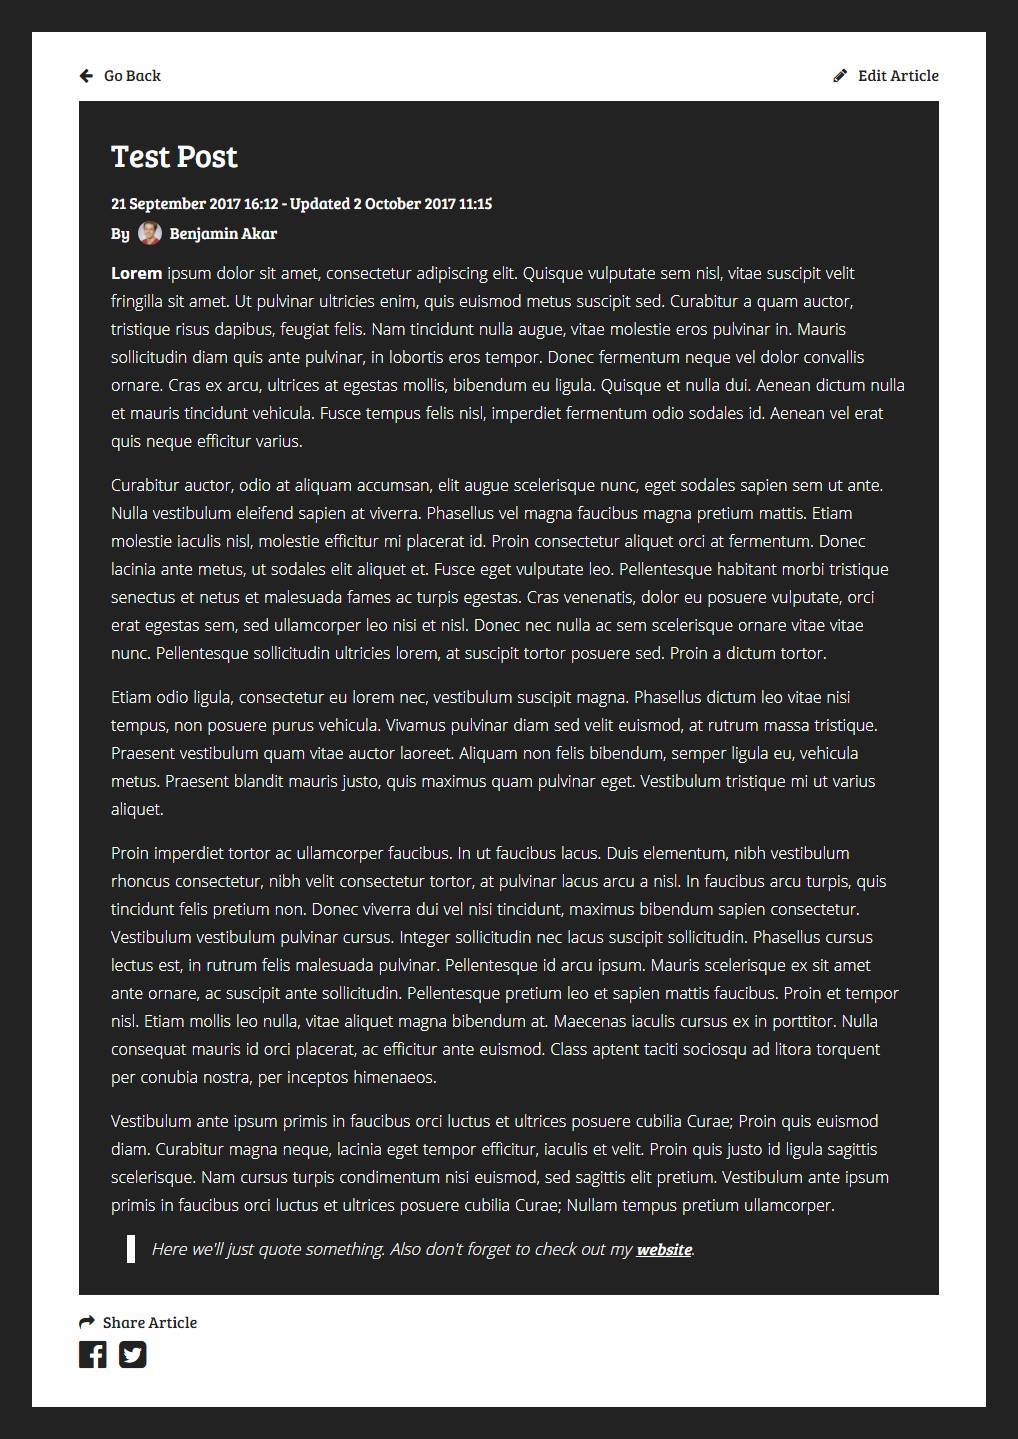 Go Back
Edit Article
Test Post
21 September 2017 16:12 - Updated 2 October 2017 11:15
By Benjamin Akar
Lorem ipsum dolor sit amet, consectetur adipiscing elit. Quisque vulputate sem nisl, vitae suscipit velit
fringilla sit amet. Ut pulvinar ultricies enim, quis euismod metus suscipit sed. Curabitur a quam auctor,
tristique risus dapibus, feugiat felis. Nam tincidunt nulla augue, vitae molestie eros pulvinar in. Mauris
sollicitudin diam quis ante pulvinar, in lobortis eros tempor. Donec fermentum neque vel dolor convallis
ornare. Cras ex arcu, ultrices at egestas mollis, bibendum eu ligula. Quisque et nulla dui. Aenean dictum nulla
et mauris tincidunt vehicula. Fusce tempus felis nisl, imperdiet fermentum odio sodales id. Aenean vel erat
quis neque efficitur varius.
Curabitur auctor, odio at aliquam accumsan, elit augue scelerisque nunc, eget sodales sapien sem ut ante.
Nulla vestibulum eleifend sapien at viverra. Phasellus vel magna faucibus magna pretium mattis. Etiam
molestie iaculis nisl, molestie efficitur mi placerat id. Proin consectetur aliquet orci at fermentum. Donec
lacinia ante metus, ut sodales elit aliquet et. Fusce eget vulputate leo. Pellentesque habitant morbi tristique
senectus et netus et malesuada fames ac turpis egestas. Cras venenatis, dolor eu posuere vulputate, orci
erat egestas sem, sed ullamcorper leo nisi et nisl. Donec nec nulla ac sem scelerisque ornare vitae vitae
nunc. Pellentesque sollicitudin ultricies lorem, at suscipit tortor posuere sed. Proin a dictum tortor.
Etiam odio ligula, consectetur eu lorem nec, vestibulum suscipit magna. Phasellus dictum leo vitae nisi
tempus, non posuere purus vehicula. Vivamus pulvinar diam sed velit euismod, at rutrum massa tristique.
Praesent vestibulum quam vitae auctor laoreet. Aliquam non felis bibendum, semper ligula eu, vehicula
metus. Praesent blandit mauris justo, quis maximus quam pulvinar eget. Vestibulum tristique mi ut varius
aliquet.
Proin imperdiet tortor ac ullamcorper faucibus. In ut faucibus lacus. Duis elementum, nibh vestibulum
rhoncus consectetur, nibh velit consectetur tortor, at pulvinar lacus arcu a nisl. In faucibus arcu turpis, quis
tincidunt felis pretium non. Donec viverra dui vel nisi tincidunt, maximus bibendum sapien consectetur.
Vestibulum vestibulum pulvinar cursus. Integer sollicitudin nec lacus suscipit sollicitudin. Phasellus cursus
lectus est, in rutrum felis malesuada pulvinar. Pellentesque id arcu ipsum. Mauris scelerisque ex sit amet
ante ornare, ac suscipit ante sollicitudin. Pellentesque pretium leo et sapien mattis faucibus. Proin et tempor
nisl. Etiam mollis leo nulla, vitae aliquet magna bibendum at. Maecenas iaculis cursus ex in porttitor. Nulla
consequat mauris id orci placerat, ac efficitur ante euismod. Class aptent taciti sociosqu ad litora torquent
per conubia nostra, per inceptos himenaeos.
Vestibulum ante ipsum primis in faucibus orci luctus et ultrices posuere cubilia Curae; Proin quis euismod
diam. Curabitur magna neque, lacinia eget tempor efficitur, iaculis et velit. Proin quis justo id ligula sagittis
scelerisque. Nam cursus turpis condimentum nisi euismod, sed sagittis elit pretium. Vestibulum ante ipsum
primis in faucibus orci luctus et ultrices posuere cubilia Curae; Nullam tempus pretium ullamcorper.
Here we'll just quote something. Also don't forget to check out my website.
Share Article